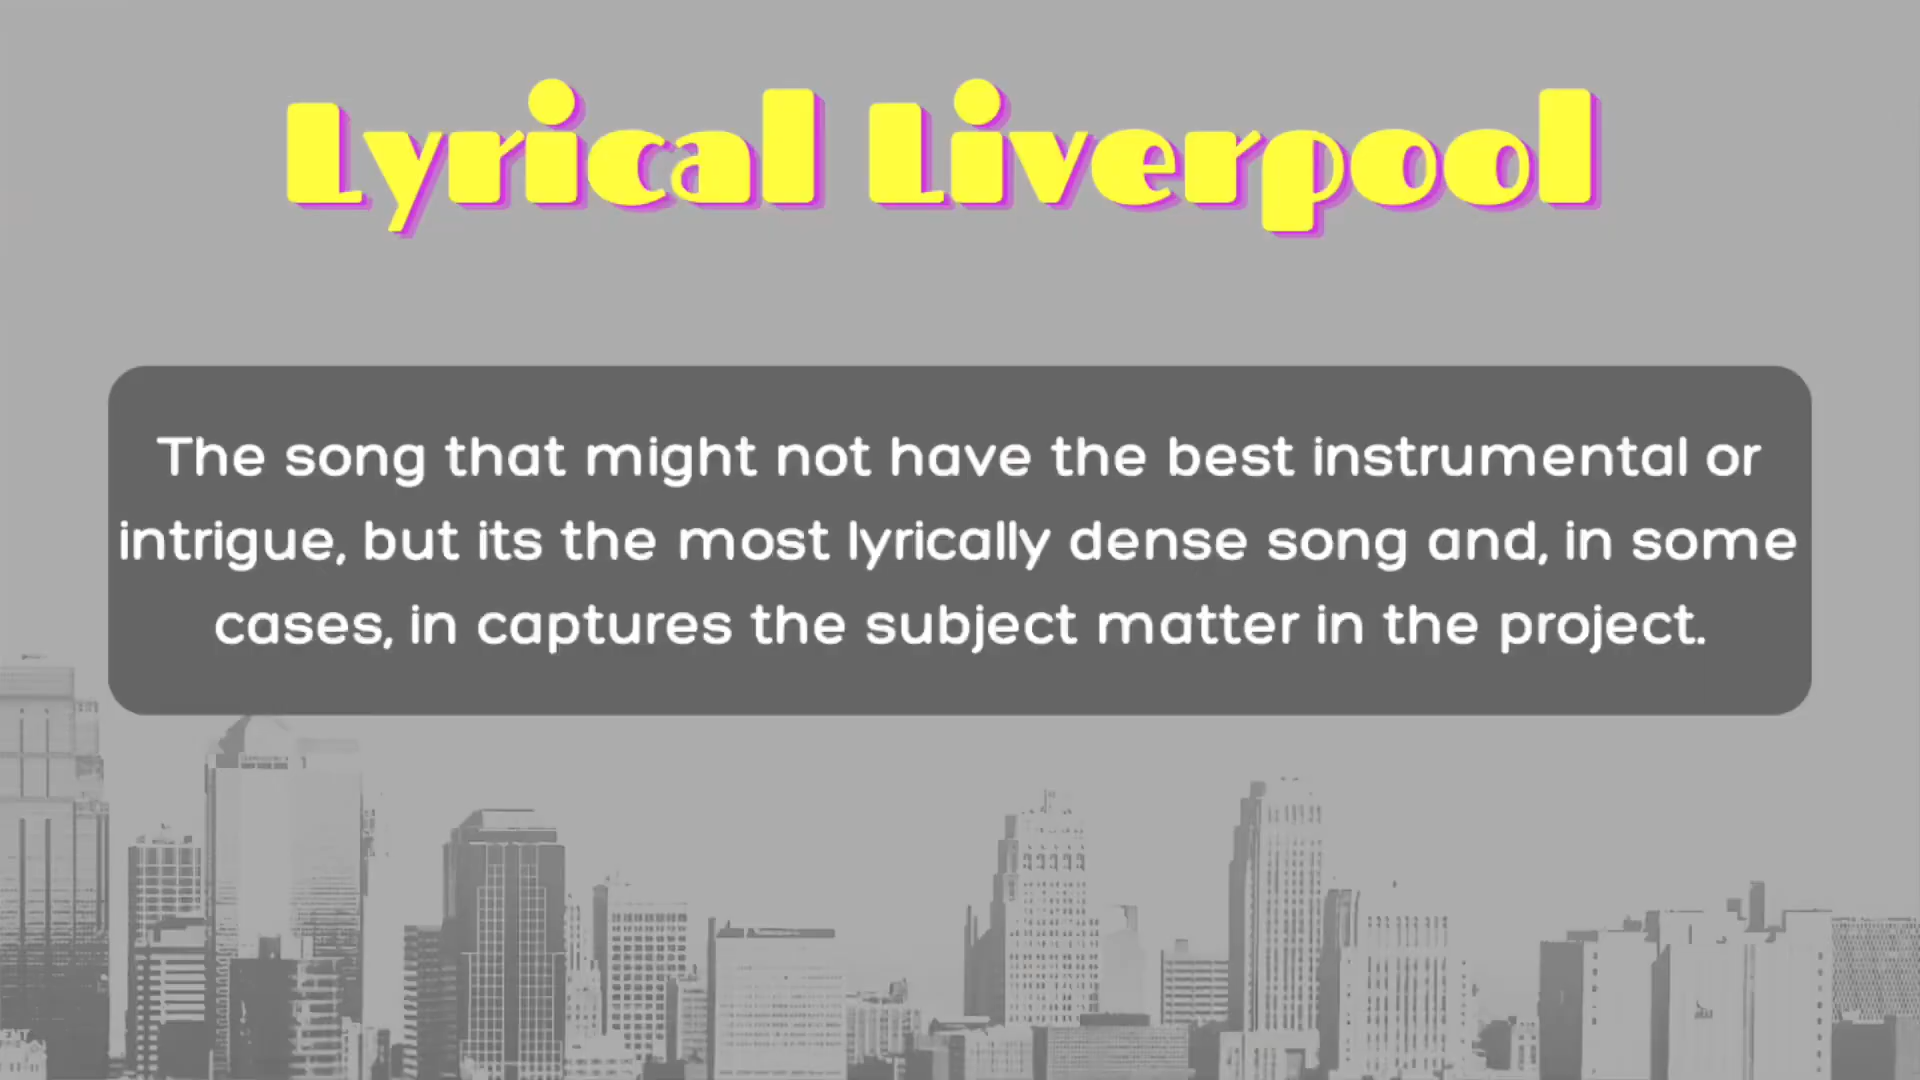 Lyrical Liverpool
The song that might not have the best instrumental or
intrigue, but its the most lyrically dense song and, in some
cases, in captures the subject matter in the project.
ENT